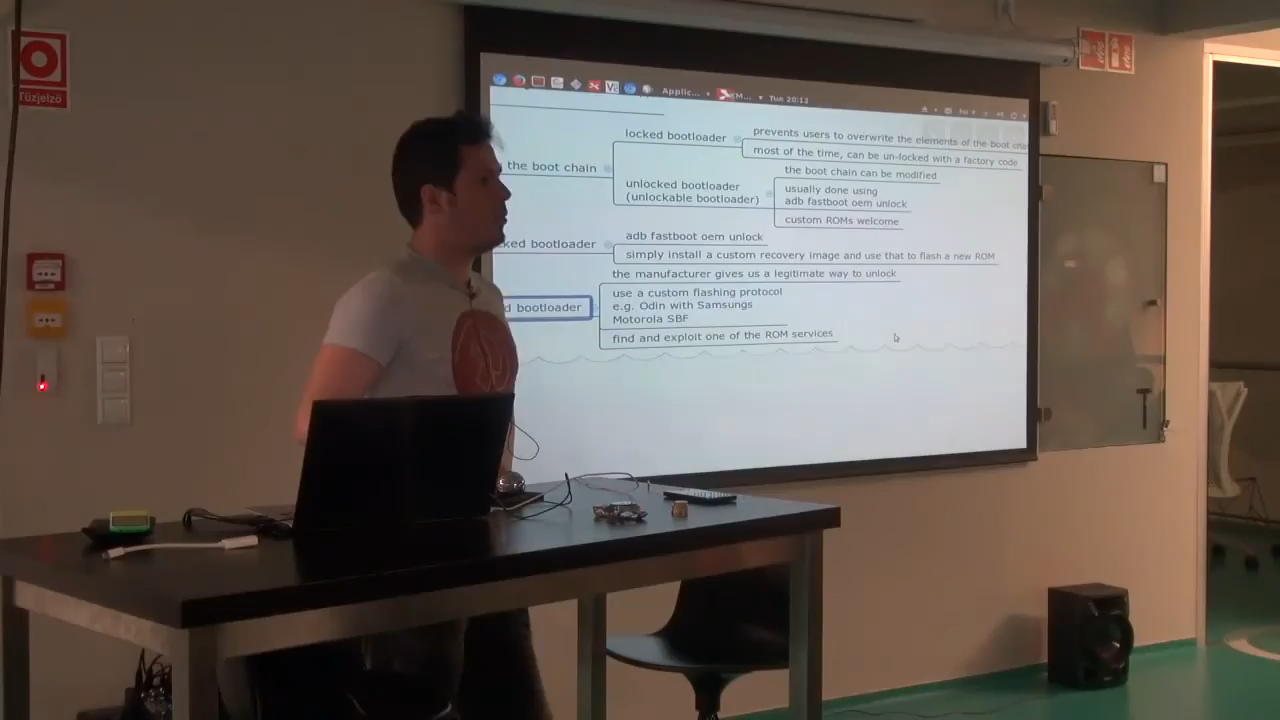 Tűzjelző
Applic...
Tue 20:12
locked bootloader
prevents users to overwrite the elements of the boot
most of the time, can be un-locked with a factory code
the boot chain
unlocked bootloader
(unlockable bootloader)
the boot chain can be modified
usually done using
adb fastboot oem unlock
custom ROMs welcome
ked bootloader
adb fastboot oem unlock
simply install a custom recovery image and use that to flash a new ROM
d bootloader
the manufacturer gives us a legitimate way to unlock
use a custom flashing protocol
e.g. Odin with Samsungs
Motorola SBF
find and exploit one of the ROM services